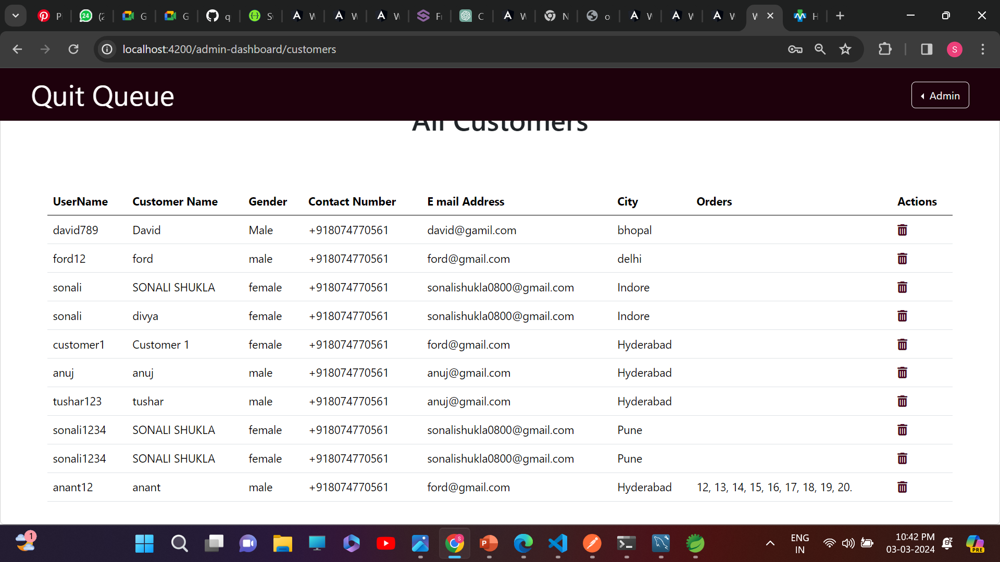 localhost:4200/admin-dashboard/customers
Quit Queue
Admin
All Customers
UserName Customer Name Gender Contact Number E mail Address City Orders Actions
david789 David Male +918074770561 david@gamil.com bhopal
ford12 ford male +918074770561 ford@gmail.com delhi
sonali SONALI SHUKLA female +918074770561 sonalishukla0800@gmail.com Indore
sonali divya female +918074770561 sonalishukla0800@gmail.com Indore
customer1 Customer 1 female +918074770561 ford@gmail.com Hyderabad
anuj anuj male +918074770561 anuj@gmail.com Hyderabad
tushar123 tushar male +918074770561 anuj@gmail.com Hyderabad
sonali1234 SONALI SHUKLA female +918074770561 sonalishukla0800@gmail.com Pune
sonali1234 SONALI SHUKLA female +918074770561 sonalishukla0800@gmail.com Pune
anant12 anant male +918074770561 ford@gmail.com Hyderabad 12, 13, 14, 15, 16, 17, 18, 19, 20.
1
ENG
IN
10:42 PM
03-03-2024
PRE